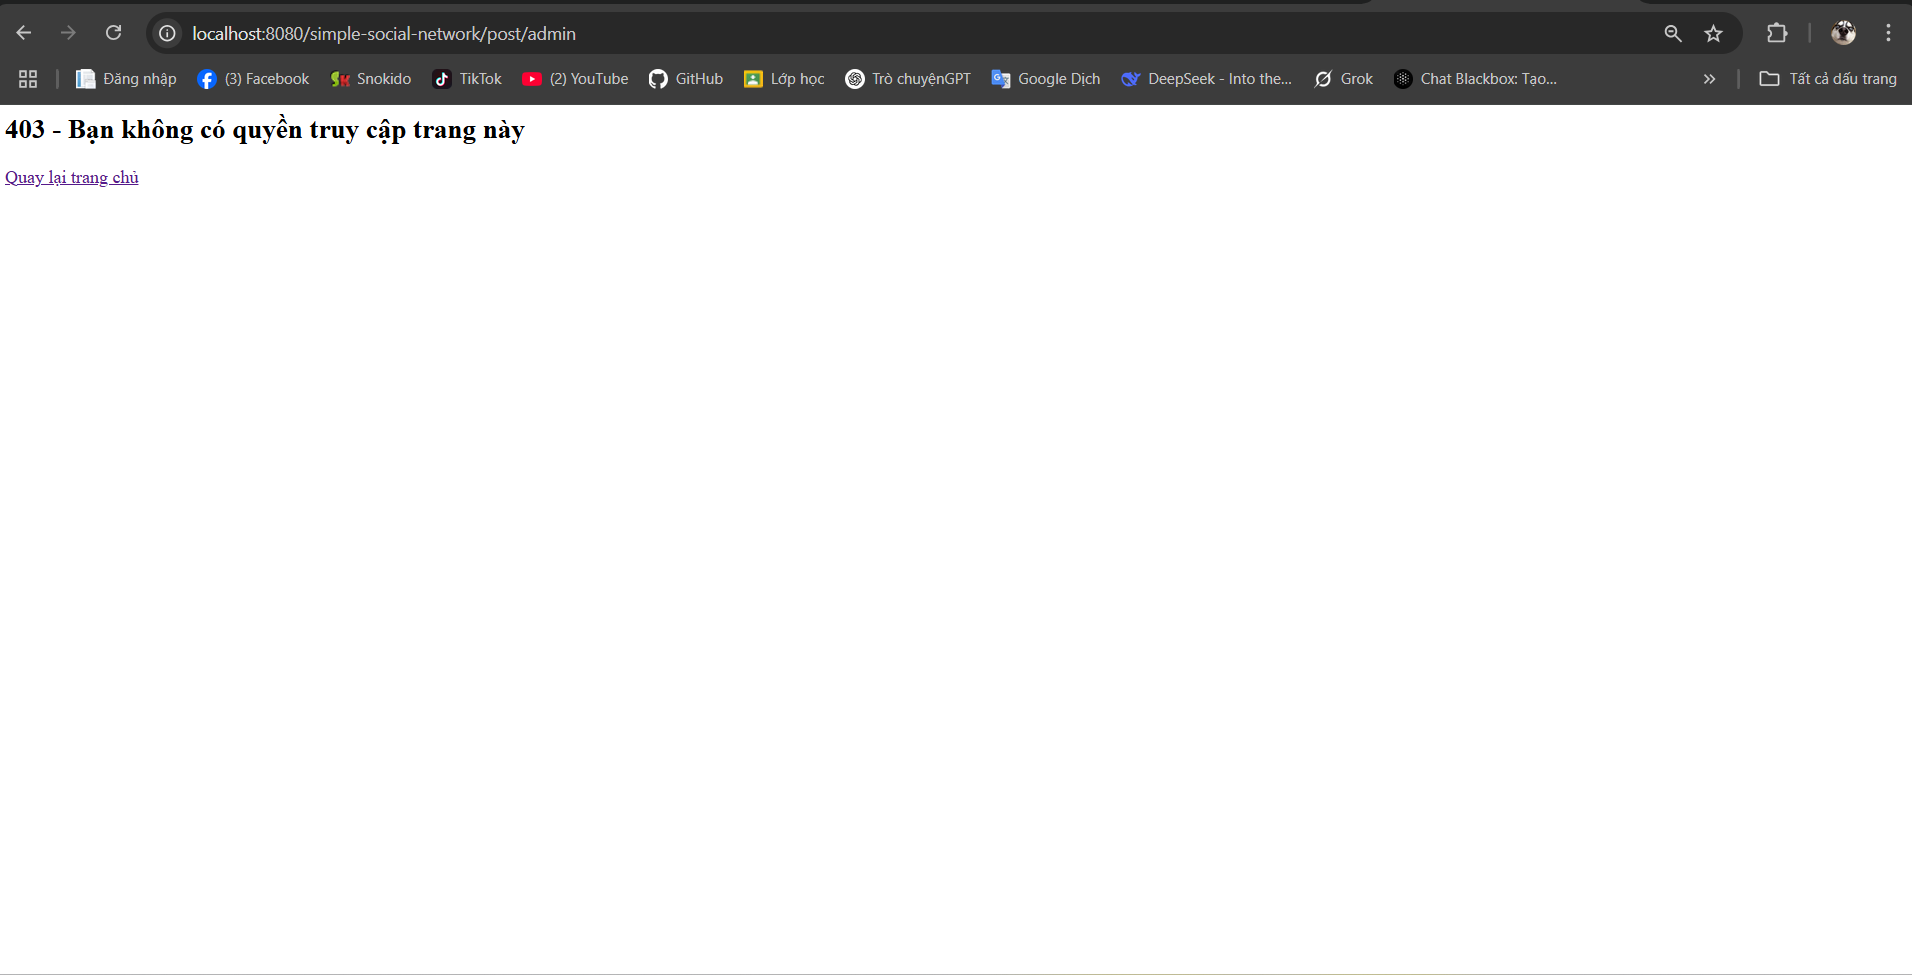 localhost:8080/simple-social-network/post/admin
Đăng nhập (3) Facebook Snokido TikTok (2) YouTube GitHub Lớp học Trò chuyệnGPT Google Dịch DeepSeek - Into the... Grok Chat Blackbox: Tạo... » Tất cả dấu trang
403 - Bạn không có quyền truy cập trang này
Quay lại trang chủ